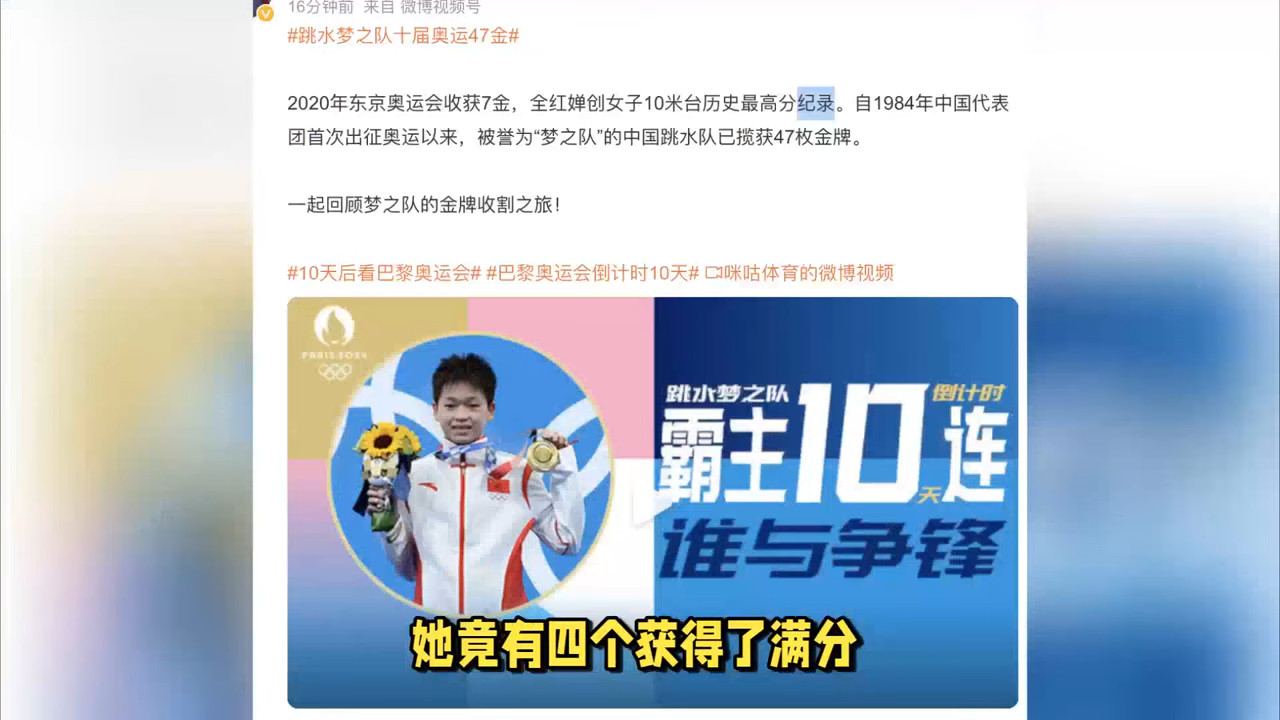 16分钟前 来自 微博视频号
#跳水梦之队十届奥运47金#
2020年东京奥运会收获7金，全红婵创女子10米台历史最高分纪录。自1984年中国代表
团首次出征奥运以来，被誉为“梦之队”的中国跳水队已揽获47枚金牌。
一起回顾梦之队的金牌收割之旅！
#10天后看巴黎奥运会# #巴黎奥运会倒计时10天# 咪咕体育的微博视频
PARIS 2024
跳水梦之队
倒计时
霸主10天连
谁与争锋
她竟有四个获得了满分